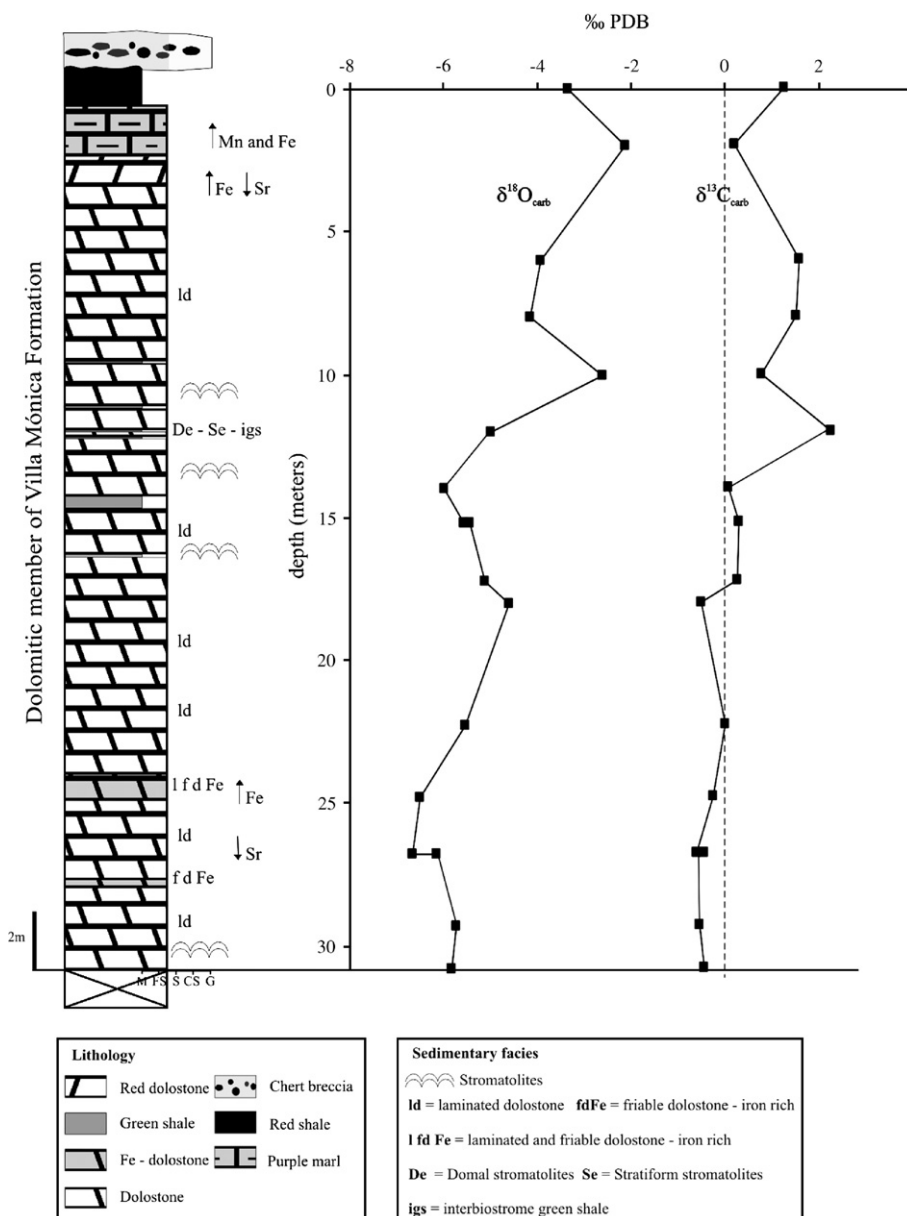 ‰ PDB
-8 -6 -4 -2 0 2
0
5
10
15
20
25
30
depth (meters)
δ18Ocarb
δ13Ccarb
Dolomitic member of Villa Mónica Formation
Mn and Fe
Fe Sr
ld
De - Se - igs
ld
ld
ld
l f d Fe
Fe
ld
Sr
f d Fe
ld
2m
M FS S CS G
Lithology
Red dolostone
Chert breccia
Green shale
Red shale
Fe - dolostone
Purple marl
Dolostone
Sedimentary facies
Stromatolites
ld = laminated dolostone fdFe = friable dolostone - iron rich
l fd Fe = laminated and friable dolostone - iron rich
De = Domal stromatolites Se = Stratiform stromatolites
igs = interbiostrome green shale